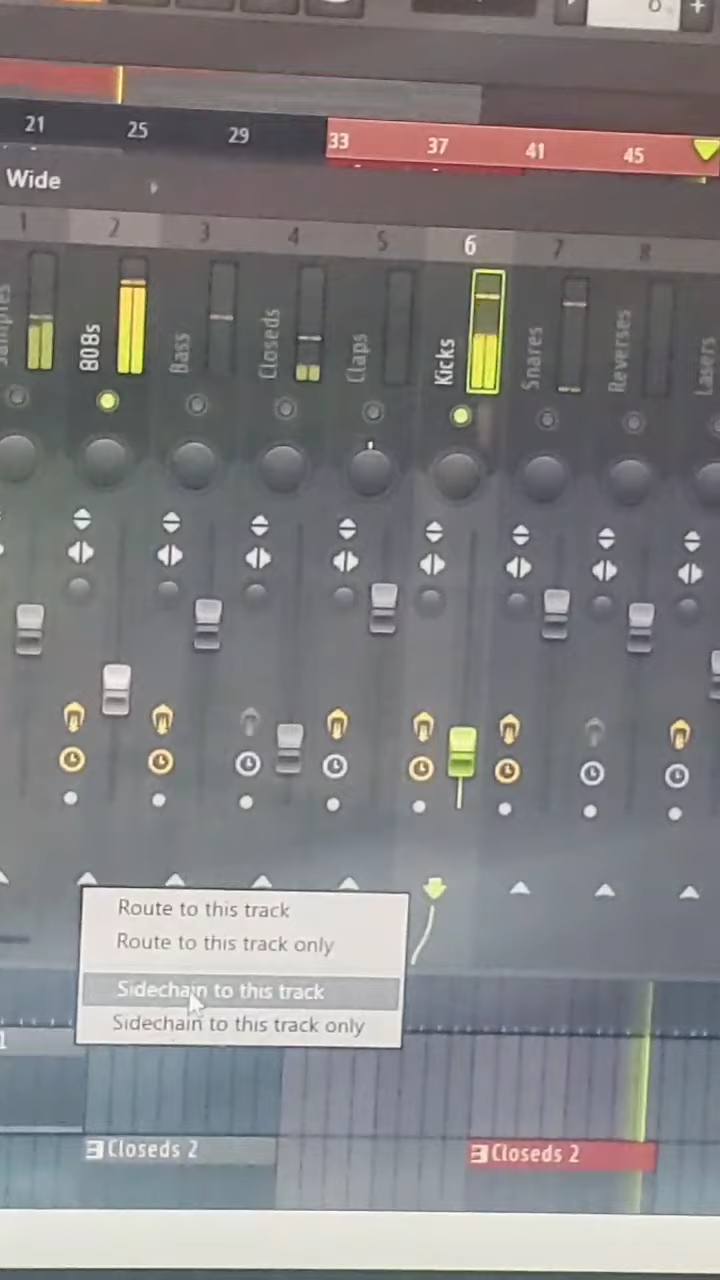 0
+
21 25 29 33 37 41 45
Wide
1 2 3 4 5 6 7 8
808s
Bass
Closeds
Claps
Kicks
Snares
Reverses
Lasers
Route to this track
Route to this track only
Sidechain to this track
Sidechain to this track only
1
Closeds 2
Closeds 2